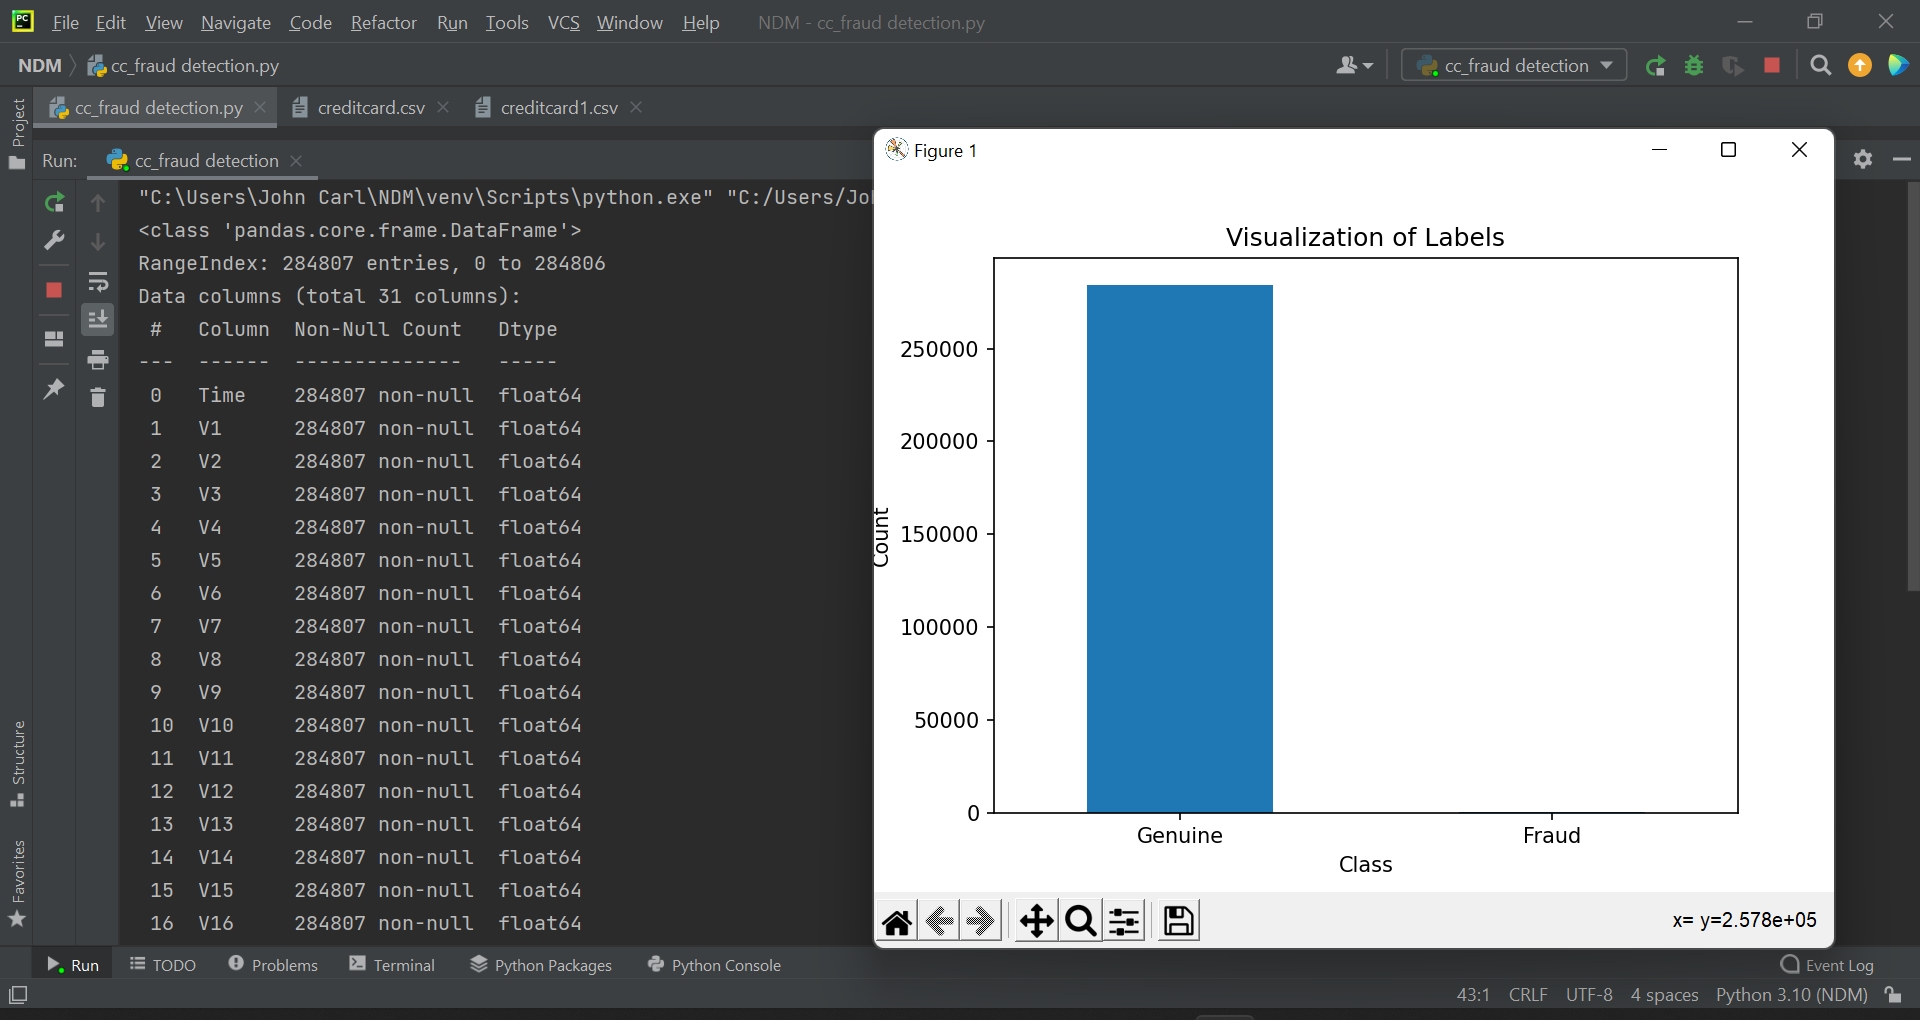 PC File Edit View Navigate Code Refactor Run Tools VCS Window Help NDM - cc_fraud detection.py
NDM cc_fraud detection.py cc_fraud detection
cc_fraud detection.py creditcard.csv creditcard1.csv
Project
Run: cc_fraud detection
"C:\Users\John Carl\NDM\venv\Scripts\python.exe" "C:/Users/Jo
<class 'pandas.core.frame.DataFrame'>
RangeIndex: 284807 entries, 0 to 284806
Data columns (total 31 columns):
# Column Non-Null Count Dtype
--- ------ -------------- -----
0 Time 284807 non-null float64
1 V1 284807 non-null float64
2 V2 284807 non-null float64
3 V3 284807 non-null float64
4 V4 284807 non-null float64
5 V5 284807 non-null float64
6 V6 284807 non-null float64
7 V7 284807 non-null float64
8 V8 284807 non-null float64
9 V9 284807 non-null float64
10 V10 284807 non-null float64
11 V11 284807 non-null float64
12 V12 284807 non-null float64
13 V13 284807 non-null float64
14 V14 284807 non-null float64
15 V15 284807 non-null float64
16 V16 284807 non-null float64
Structure
Favorites
Figure 1
Visualization of Labels
250000
200000
150000
100000
50000
0
Count
Genuine Fraud
Class
x= y=2.578e+05
Run TODO Problems Terminal Python Packages Python Console Event Log
43:1 CRLF UTF-8 4 spaces Python 3.10 (NDM)